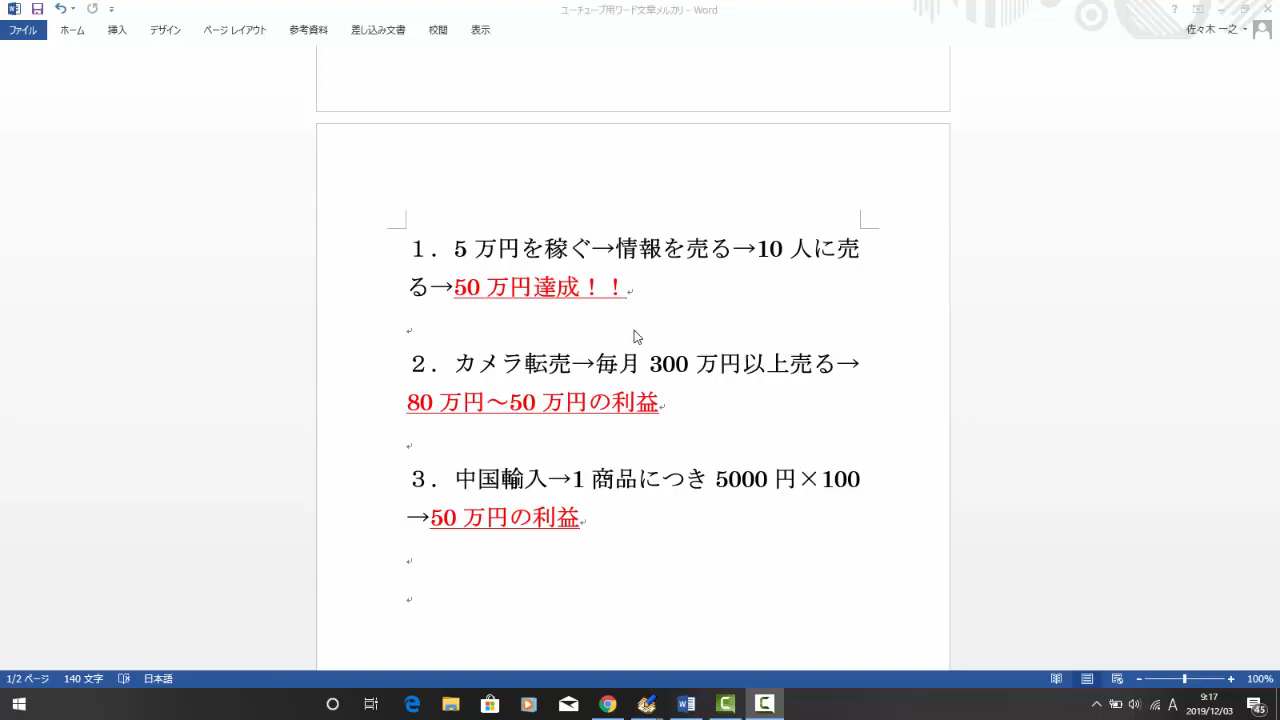 ユーチューブ用ワード文章メルカリ - Word
ファイル ホーム 挿入 デザイン ページ レイアウト 参考資料 差し込み文書 校閲 表示 佐々木 一之
１．5 万円を稼ぐ→情報を売る→10 人に売
る→50 万円達成！！
２．カメラ転売→毎月 300 万円以上売る→
80 万円～50 万円の利益
３．中国輸入→1 商品につき 5000 円×100
→50 万円の利益
1/2 ページ 140 文字 日本語 100%
9:17
2019/12/03
45